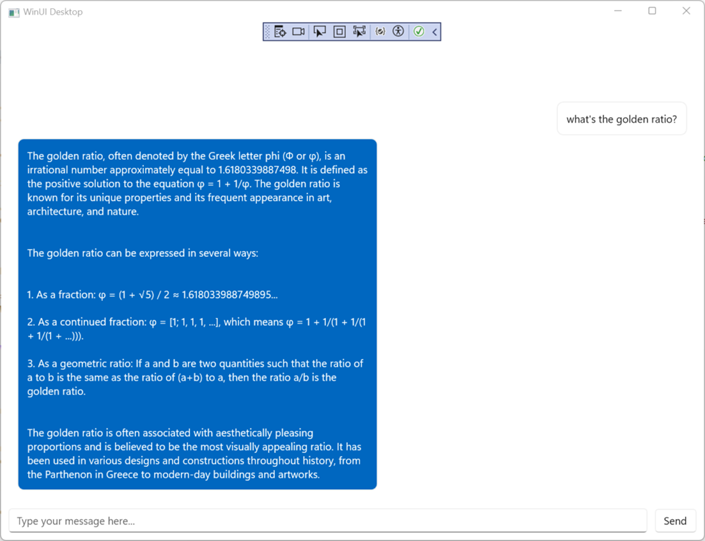 WinUI Desktop
what's the golden ratio?
The golden ratio, often denoted by the Greek letter phi (Φ or φ), is an
irrational number approximately equal to 1.6180339887498. It is defined as
the positive solution to the equation φ = 1 + 1/φ. The golden ratio is
known for its unique properties and its frequent appearance in art,
architecture, and nature.
The golden ratio can be expressed in several ways:
1. As a fraction: φ = (1 + √5) / 2 ≈ 1.618033988749895...
2. As a continued fraction: φ = [1; 1, 1, 1, ...], which means φ = 1 + 1/(1 + 1/(1
+ 1/(1 + ...))).
3. As a geometric ratio: If a and b are two quantities such that the ratio of
a to b is the same as the ratio of (a+b) to a, then the ratio a/b is the
golden ratio.
The golden ratio is often associated with aesthetically pleasing
proportions and is believed to be the most visually appealing ratio. It has
been used in various designs and constructions throughout history, from
the Parthenon in Greece to modern-day buildings and artworks.
Type your message here...
Send